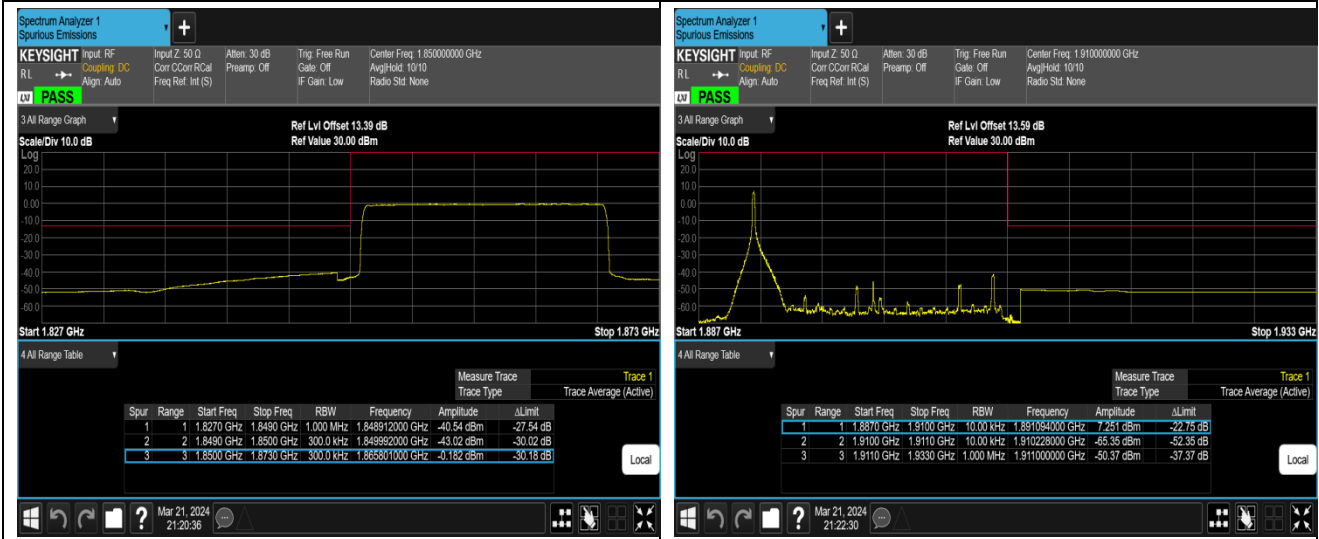 Spectrum Analyzer 1
Spurious Emissions
+
KEYSIGHT Input: RF Input Z: 50 Ω Atten: 30 dB Trig: Free Run Center Freq: 1.850000000 GHz
RL Coupling: DC Corr CCorr RCal Preamp: Off Gate: Off Avg|Hold: 10/10
Align: Auto Freq Ref: Int (S) IF Gain: Low Radio Std: None
LXI PASS
3 All Range Graph
Ref Lvl Offset 13.39 dB
Scale/Div 10.0 dB Ref Value 30.00 dBm
Log
20.0
10.0
0.00
-10.0
-20.0
-30.0
-40.0
-50.0
-60.0
Start 1.827 GHz Stop 1.873 GHz
4 All Range Table
Measure Trace Trace 1
Trace Type Trace Average (Active)
Spur Range Start Freq Stop Freq RBW Frequency Amplitude ΔLimit
1 1 1.8270 GHz 1.8490 GHz 1.000 MHz 1.848912000 GHz -40.54 dBm -27.54 dB
2 2 1.8490 GHz 1.8500 GHz 300.0 kHz 1.849992000 GHz -43.02 dBm -30.02 dB
3 3 1.8500 GHz 1.8730 GHz 300.0 kHz 1.865801000 GHz -0.182 dBm -30.18 dB
Local
? Mar 21, 2024
21:20:36
Spectrum Analyzer 1
Spurious Emissions
+
KEYSIGHT Input: RF Input Z: 50 Ω Atten: 30 dB Trig: Free Run Center Freq: 1.910000000 GHz
RL Coupling: DC Corr CCorr RCal Preamp: Off Gate: Off Avg|Hold: 10/10
Align: Auto Freq Ref: Int (S) IF Gain: Low Radio Std: None
LXI PASS
3 All Range Graph
Ref Lvl Offset 13.59 dB
Scale/Div 10.0 dB Ref Value 30.00 dBm
Log
20.0
10.0
0.00
-10.0
-20.0
-30.0
-40.0
-50.0
-60.0
Start 1.887 GHz Stop 1.933 GHz
4 All Range Table
Measure Trace Trace 1
Trace Type Trace Average (Active)
Spur Range Start Freq Stop Freq RBW Frequency Amplitude ΔLimit
1 1 1.8870 GHz 1.9100 GHz 10.00 kHz 1.891094000 GHz 7.251 dBm -22.75 dB
2 2 1.9100 GHz 1.9110 GHz 10.00 kHz 1.910228000 GHz -65.35 dBm -52.35 dB
3 3 1.9110 GHz 1.9330 GHz 1.000 MHz 1.911000000 GHz -50.37 dBm -37.37 dB
Local
? Mar 21, 2024
21:22:30